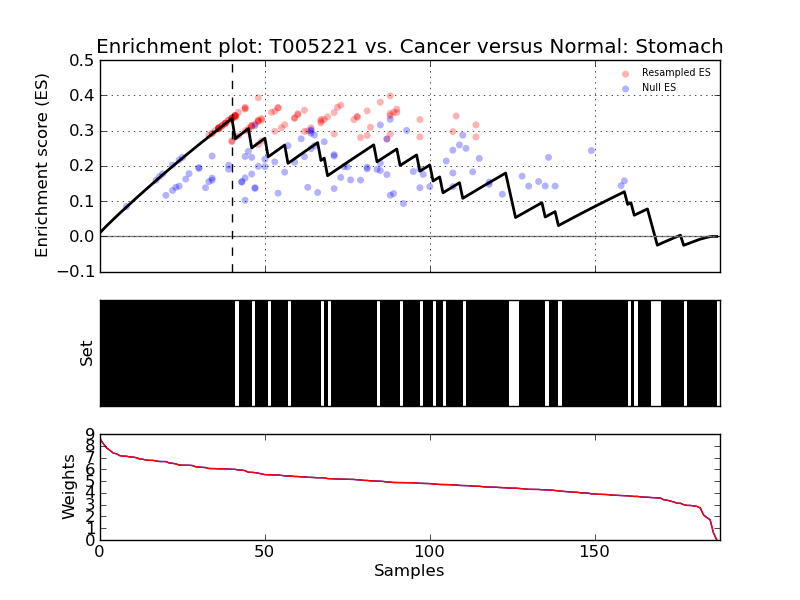 Enrichment plot: T005221 vs. Cancer versus Normal: Stomach
Enrichment score (ES)
0.5
0.4
0.3
0.2
0.1
0.0
−0.1
Resampled ES
Null ES
Set
Weights
9
8
7
6
5
4
3
2
1
0
0 50 100 150
Samples